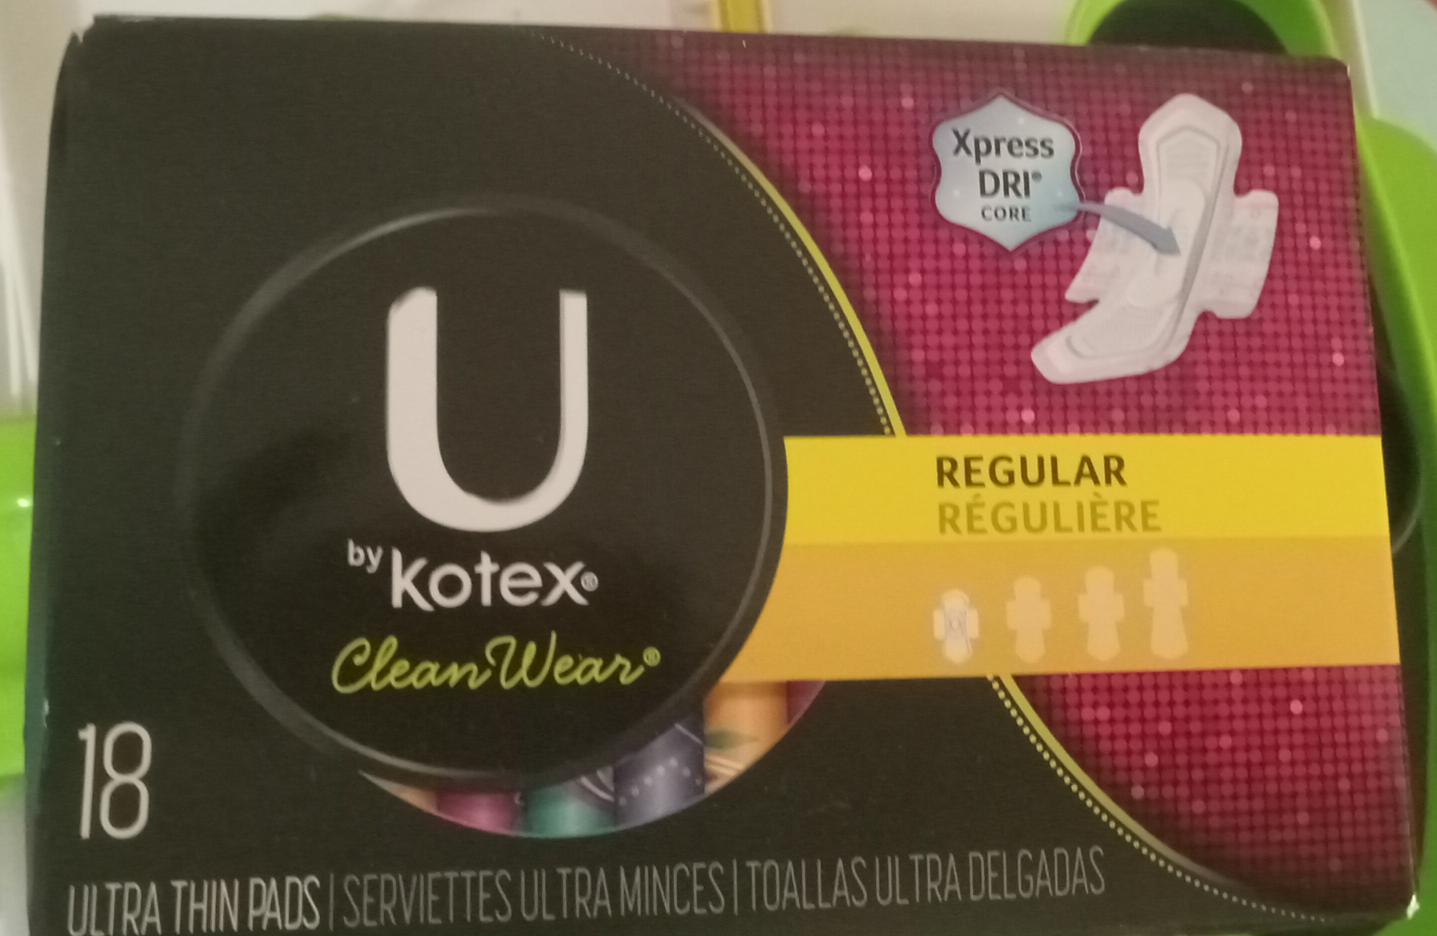 Xpress
DRI®
CORE
U
by kotex®
CleanWear®
REGULAR
RÉGULIÈRE
18
ULTRA THIN PADS | SERVIETTES ULTRA MINCES | TOALLAS ULTRA DELGADAS